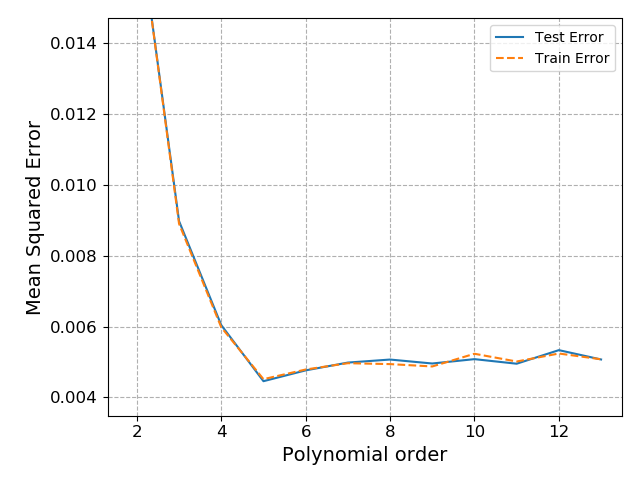 0.014
0.012
0.010
0.008
0.006
0.004
Mean Squared Error
Test Error
Train Error
2 4 6 8 10 12
Polynomial order